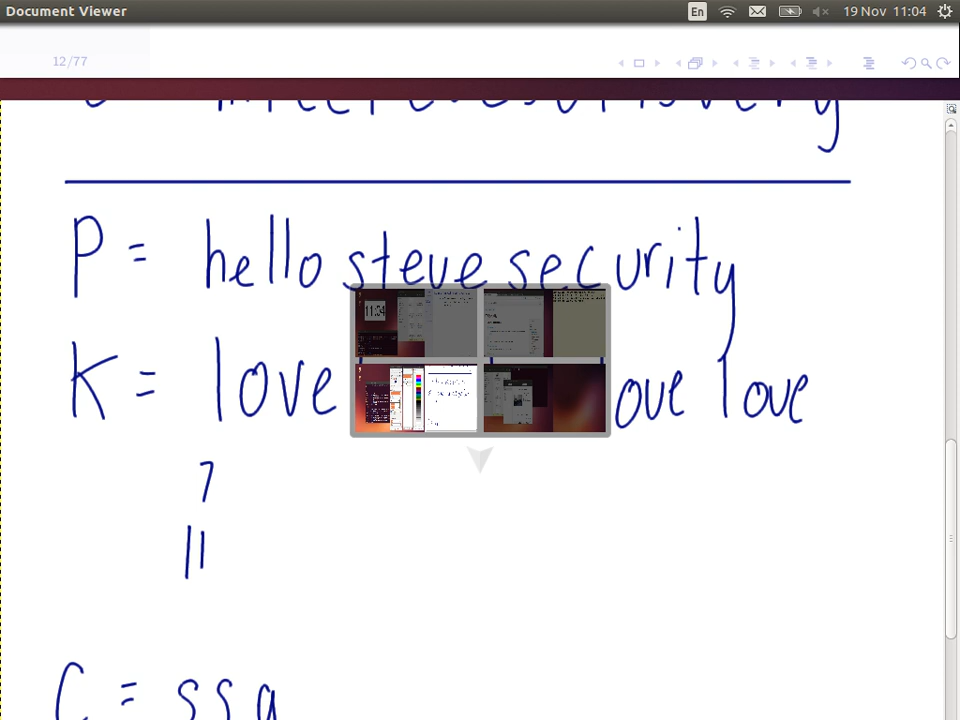 Document Viewer En 19 Nov 11:04
12/77
P = hello steve security
K = love ove love
7
11
C = s s q